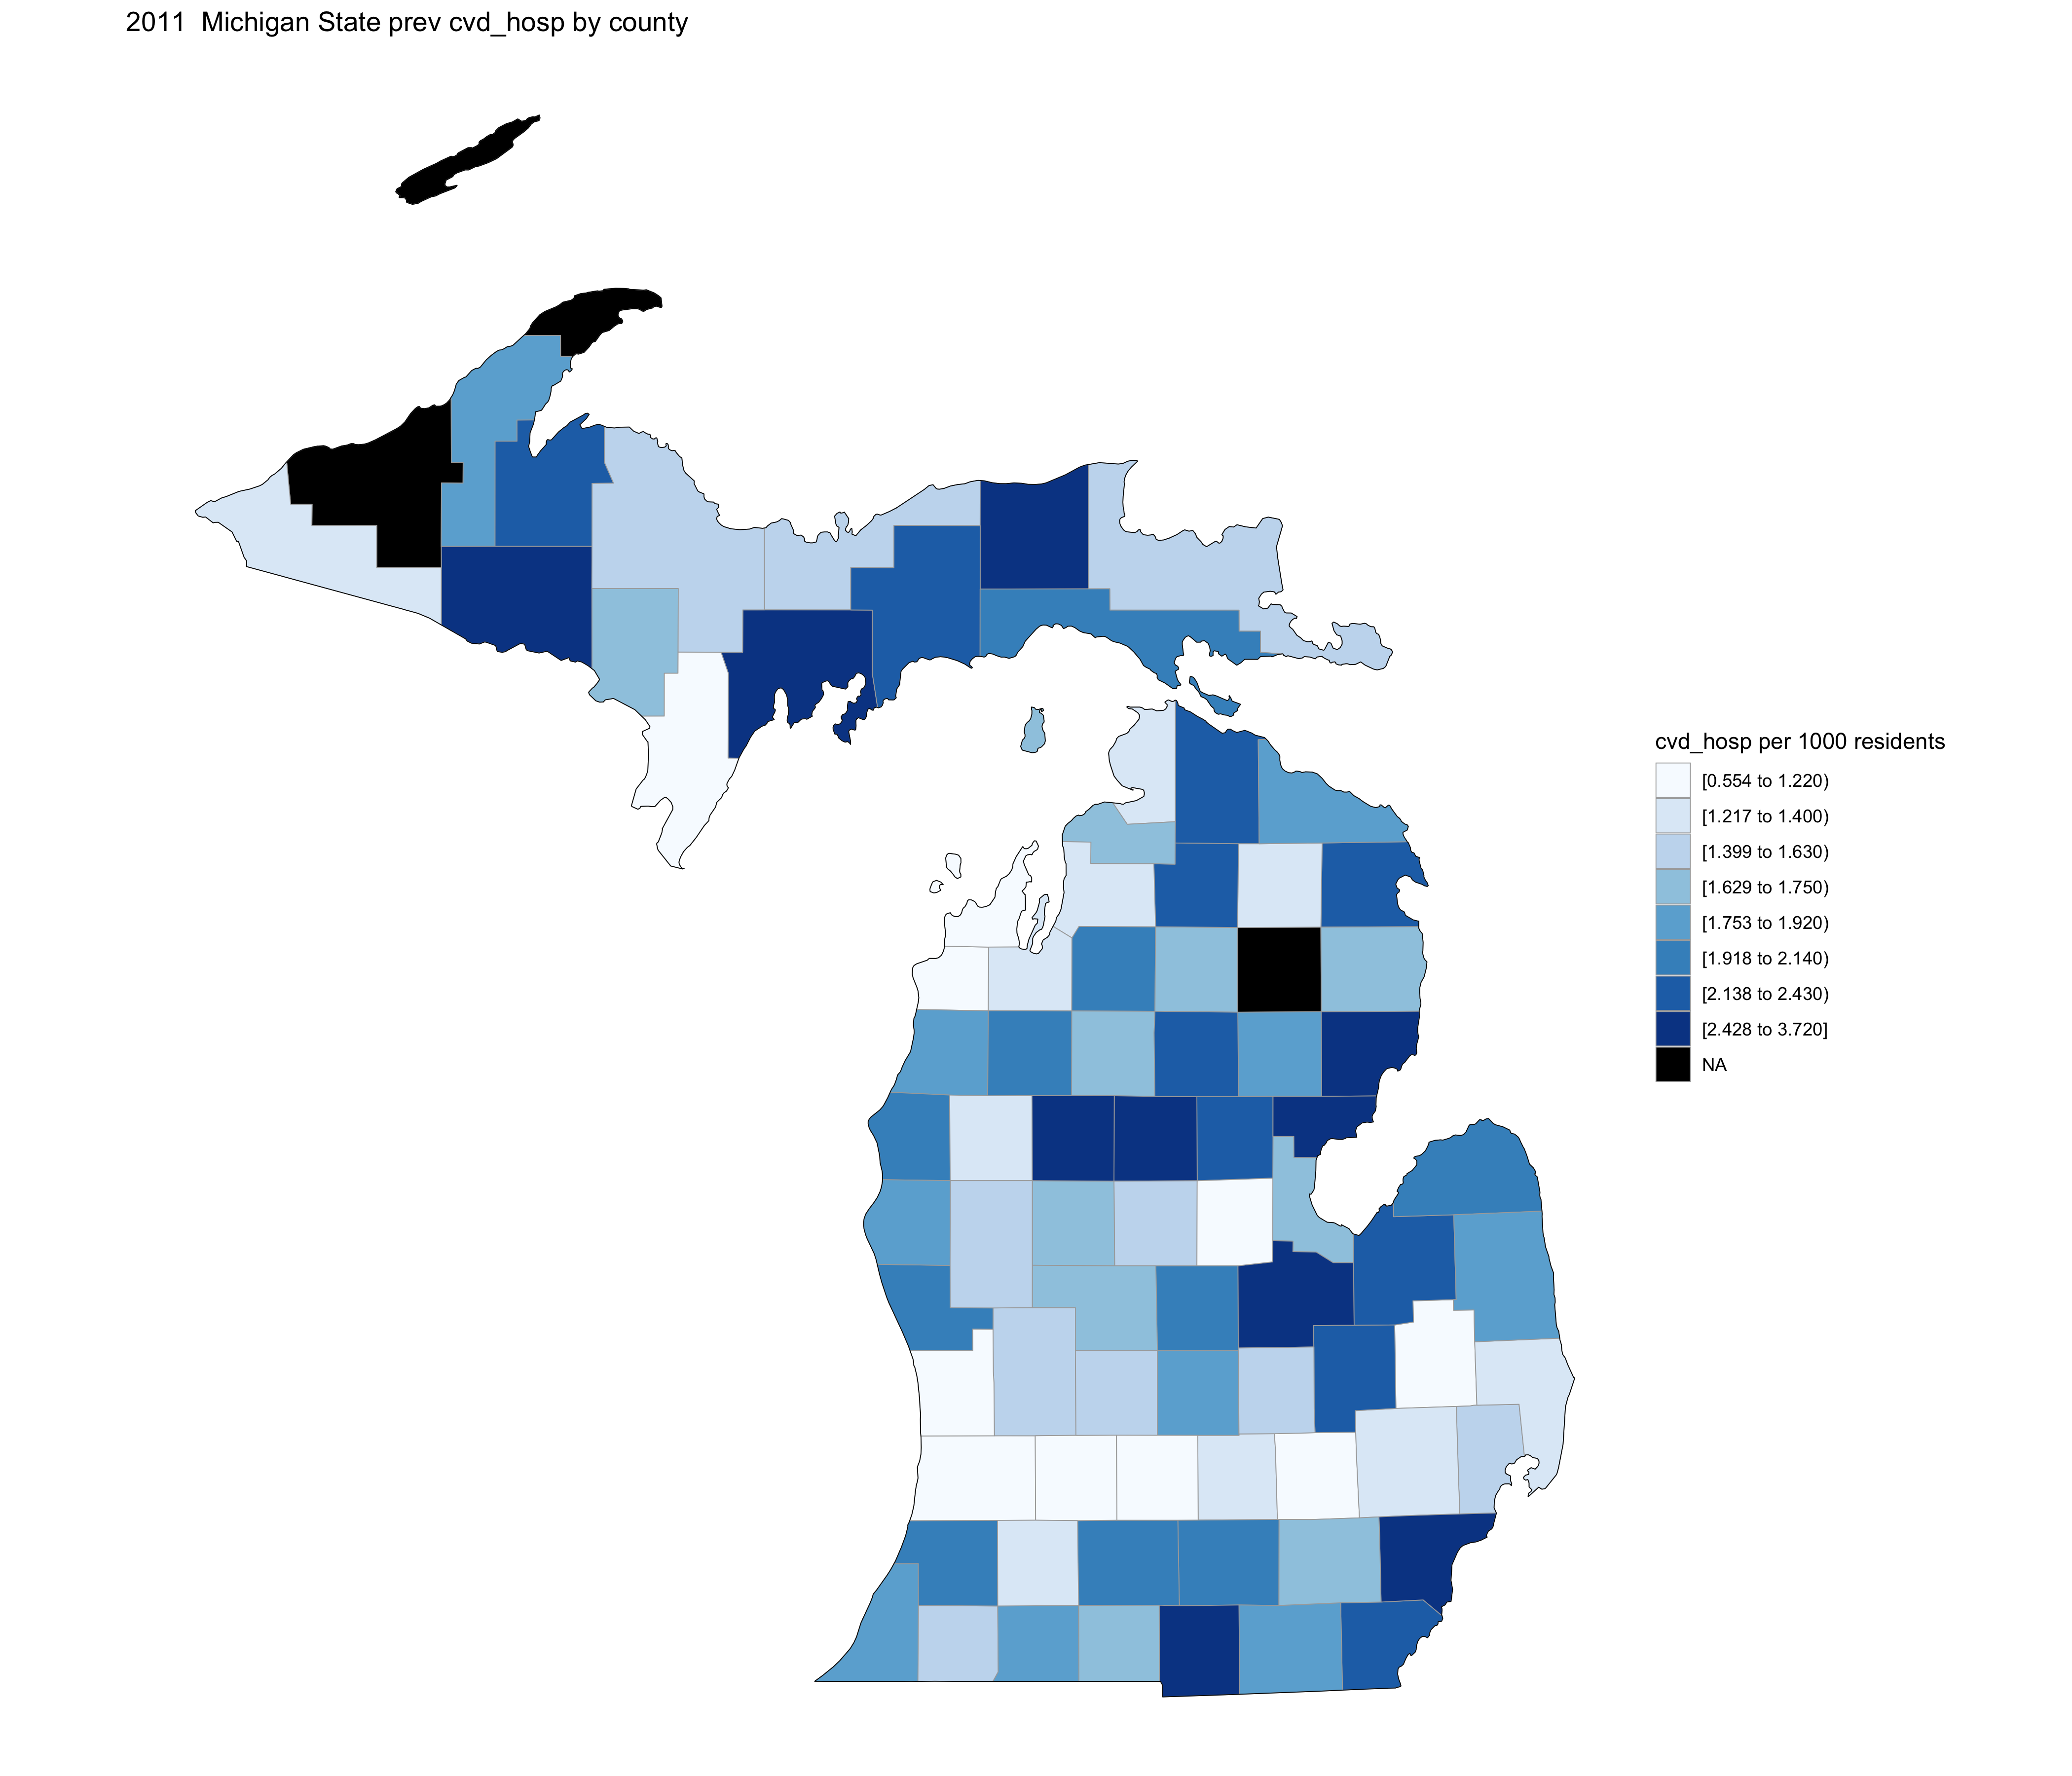 2011  Michigan State prev cvd_hosp by county
cvd_hosp per 1000 residents
[0.554 to 1.220)
[1.217 to 1.400)
[1.399 to 1.630)
[1.629 to 1.750)
[1.753 to 1.920)
[1.918 to 2.140)
[2.138 to 2.430)
[2.428 to 3.720]
NA